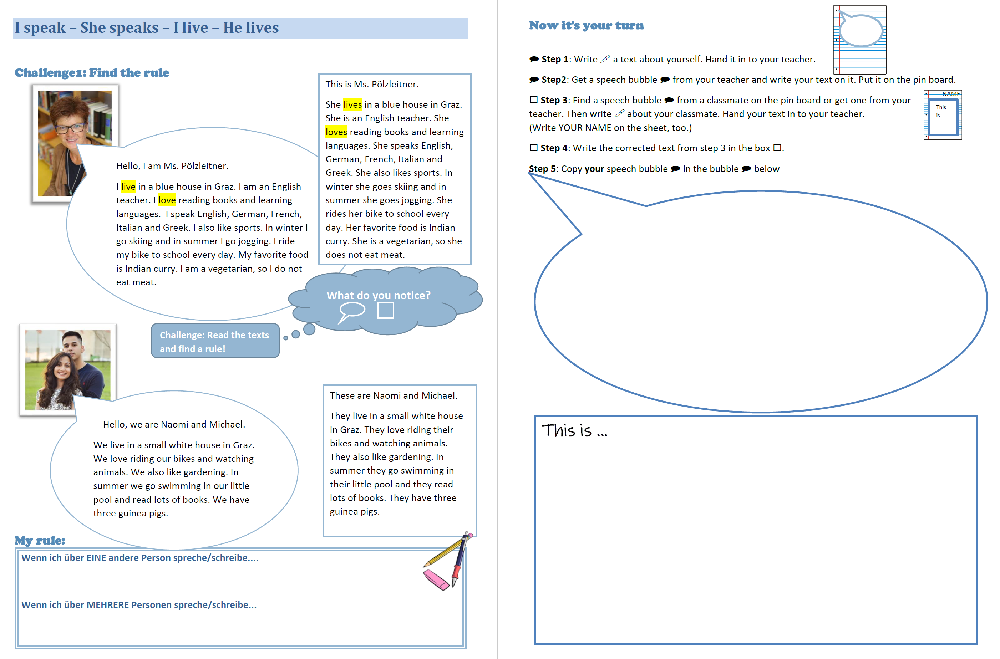 I speak – She speaks – I live – He lives
Challenge1: Find the rule
Hello, I am Ms. Pölzleitner.
I live in a blue house in Graz. I am an English
teacher. I love reading books and learning
languages.  I speak English, German, French,
Italian and Greek. I also like sports. In winter I
go skiing and in summer I go jogging. I ride
my bike to school every day. My favorite food
is Indian curry. I am a vegetarian, so I do not
eat meat.
This is Ms. Pölzleitner.
She lives in a blue house in Graz.
She is an English teacher. She
loves reading books and learning
languages. She speaks English,
German, French, Italian and
Greek. She also likes sports. In
winter she goes skiing and in
summer she goes jogging. She
rides her bike to school every
day. Her favorite food is Indian
curry. She is a vegetarian, so she
does not eat meat.
What do you notice?
Challenge: Read the texts
and find a rule!
Hello, we are Naomi and Michael.
We live in a small white house in Graz.
We love riding our bikes and watching
animals. We also like gardening. In
summer we go swimming in our little
pool and read lots of books. We have
three guinea pigs.
These are Naomi and Michael.
They live in a small white house
in Graz. They love riding their
bikes and watching animals.
They also like gardening. In
summer they go swimming in
their little pool and they read
lots of books. They have three
guinea pigs.
My rule:
Wenn ich über EINE andere Person spreche/schreibe....
Wenn ich über MEHRERE Personen spreche/schreibe...
Now it's your turn
Step 1: Write a text about yourself. Hand it in to your teacher.
Step2: Get a speech bubble from your teacher and write your text on it. Put it on the pin board.
Step 3: Find a speech bubble from a classmate on the pin board or get one from your
teacher. Then write about your classmate. Hand your text in to your teacher.
(Write YOUR NAME on the sheet, too.)
NAME
This
is ...
Step 4: Write the corrected text from step 3 in the box .
Step 5: Copy your speech bubble in the bubble below
This is ...